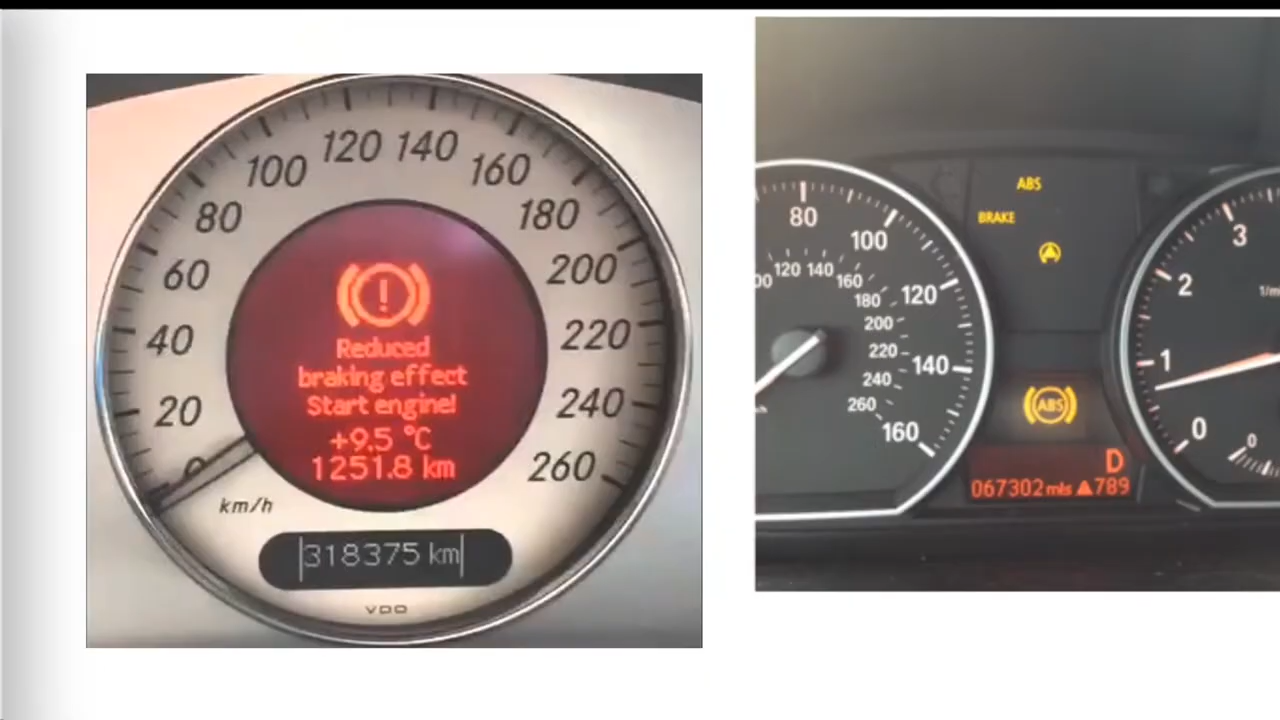 120 140
100 160
80 180
60 200
40 220
20 240
0 260
km/h
!
Reduced
braking effect
Start engine!
+9.5 °C
1251.8 km
318375 km
VDO
80
100
120
140
160
120 140
160
180
200
220
240
260
ABS
BRAKE
ABS
D
067302 mls ▲789
3
2
1
0
0